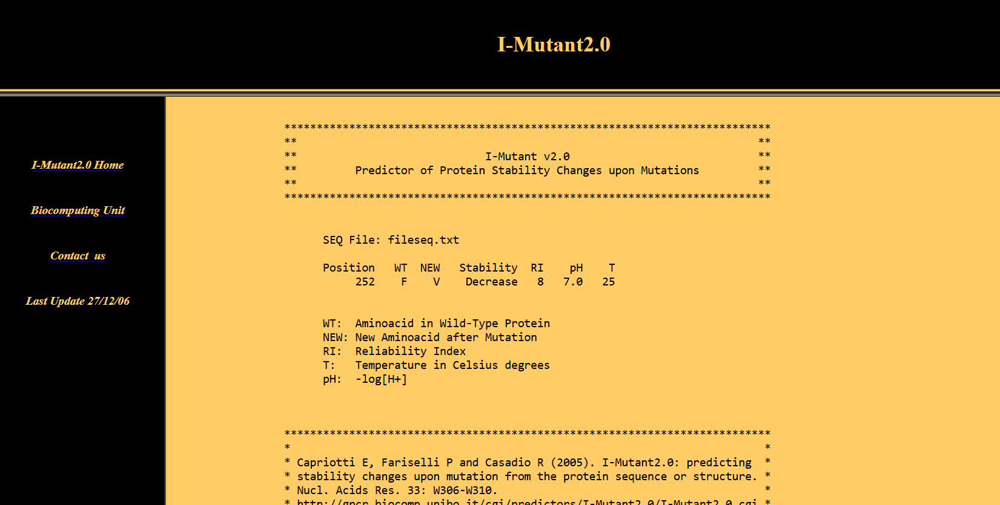 I-Mutant2.0
I-Mutant2.0 Home
Biocomputing Unit
Contact us
Last Update 27/12/06
***************************************************************************
** **
** I-Mutant v2.0 **
** Predictor of Protein Stability Changes upon Mutations **
** **
***************************************************************************
SEQ File: fileseq.txt
Position WT NEW Stability RI pH T
252 F V Decrease 8 7.0 25
WT: Aminoacid in Wild-Type Protein
NEW: New Aminoacid after Mutation
RI: Reliability Index
T: Temperature in Celsius degrees
pH: -log[H+]
***************************************************************************
* *
* Capriotti E, Fariselli P and Casadio R (2005). I-Mutant2.0: predicting *
* stability changes upon mutation from the protein sequence or structure. *
* Nucl. Acids Res. 33: W306-W310. *
* http://gpcr.biocomp.unibo.it/cgi/predictors/I-Mutant2.0/I-Mutant2.0.cgi *